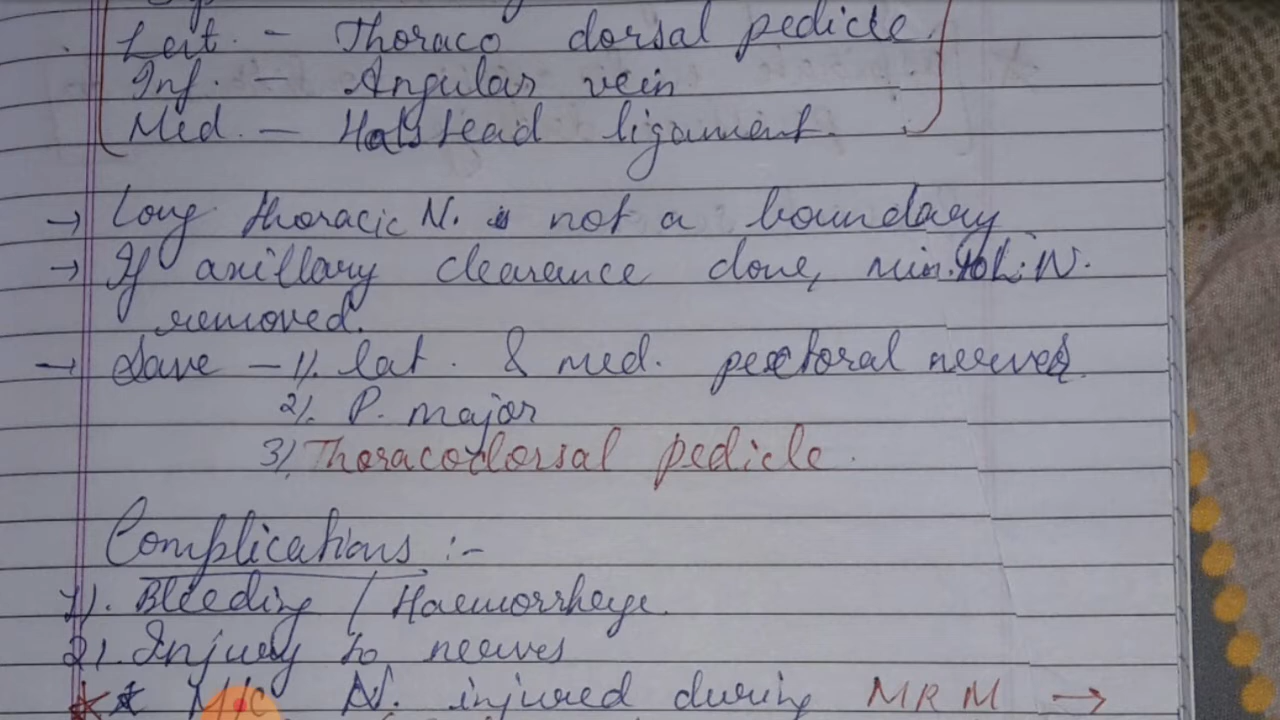 Lat. - Thoraco dorsal pedicle.
Inf. - Angular vein
Med. - Halstead ligament.
→ Long thoracic N. is not a boundary
→ If axillary clearance done, min. 10 L.N.
removed.
→ Save - 1). lat. & med. pectoral nerves
2). P. major
3). Thoracodorsal pedicle.
Complications :-
1). Bleeding / Haemorrhage.
2). Injury to nerves
** M/c N. injured during MRM →